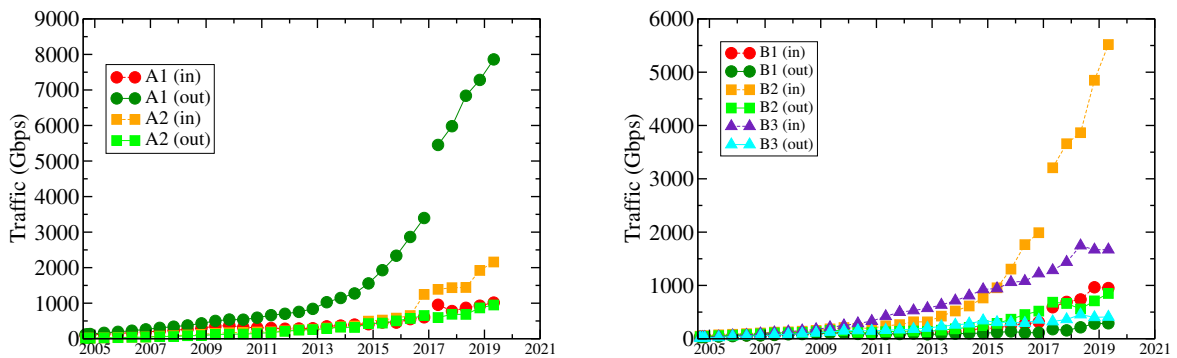 9000
8000
7000
6000
5000
4000
3000
2000
1000
0
Traffic (Gbps)
A1 (in)
A1 (out)
A2 (in)
A2 (out)
2005 2007 2009 2011 2013 2015 2017 2019 2021
6000
5000
4000
3000
2000
1000
0
Traffic (Gbps)
B1 (in)
B1 (out)
B2 (in)
B2 (out)
B3 (in)
B3 (out)
2005 2007 2009 2011 2013 2015 2017 2019 2021